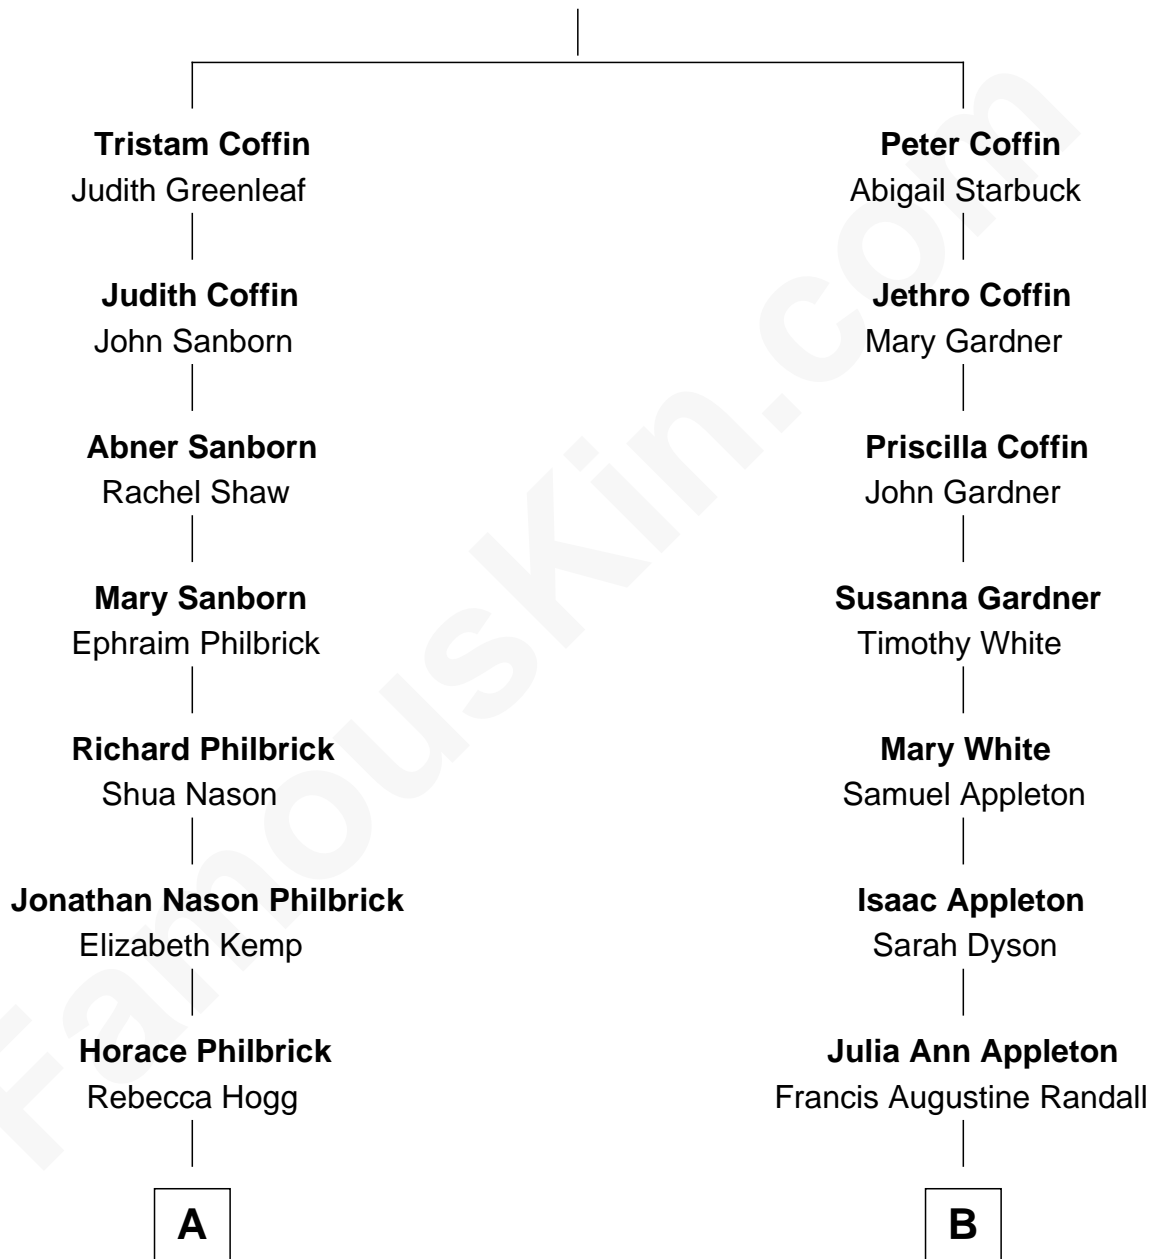 Tristam Coffin
Judith Greenleaf
Judith Coffin
John Sanborn
Abner Sanborn
Rachel Shaw
Mary Sanborn
Ephraim Philbrick
Richard Philbrick
Shua Nason
Jonathan Nason Philbrick
Elizabeth Kemp
Horace Philbrick
Rebecca Hogg
A
Peter Coffin
Abigail Starbuck
Jethro Coffin
Mary Gardner
Priscilla Coffin
John Gardner
Susanna Gardner
Timothy White
Mary White
Samuel Appleton
Isaac Appleton
Sarah Dyson
Julia Ann Appleton
Francis Augustine Randall
B
FamousKin.com